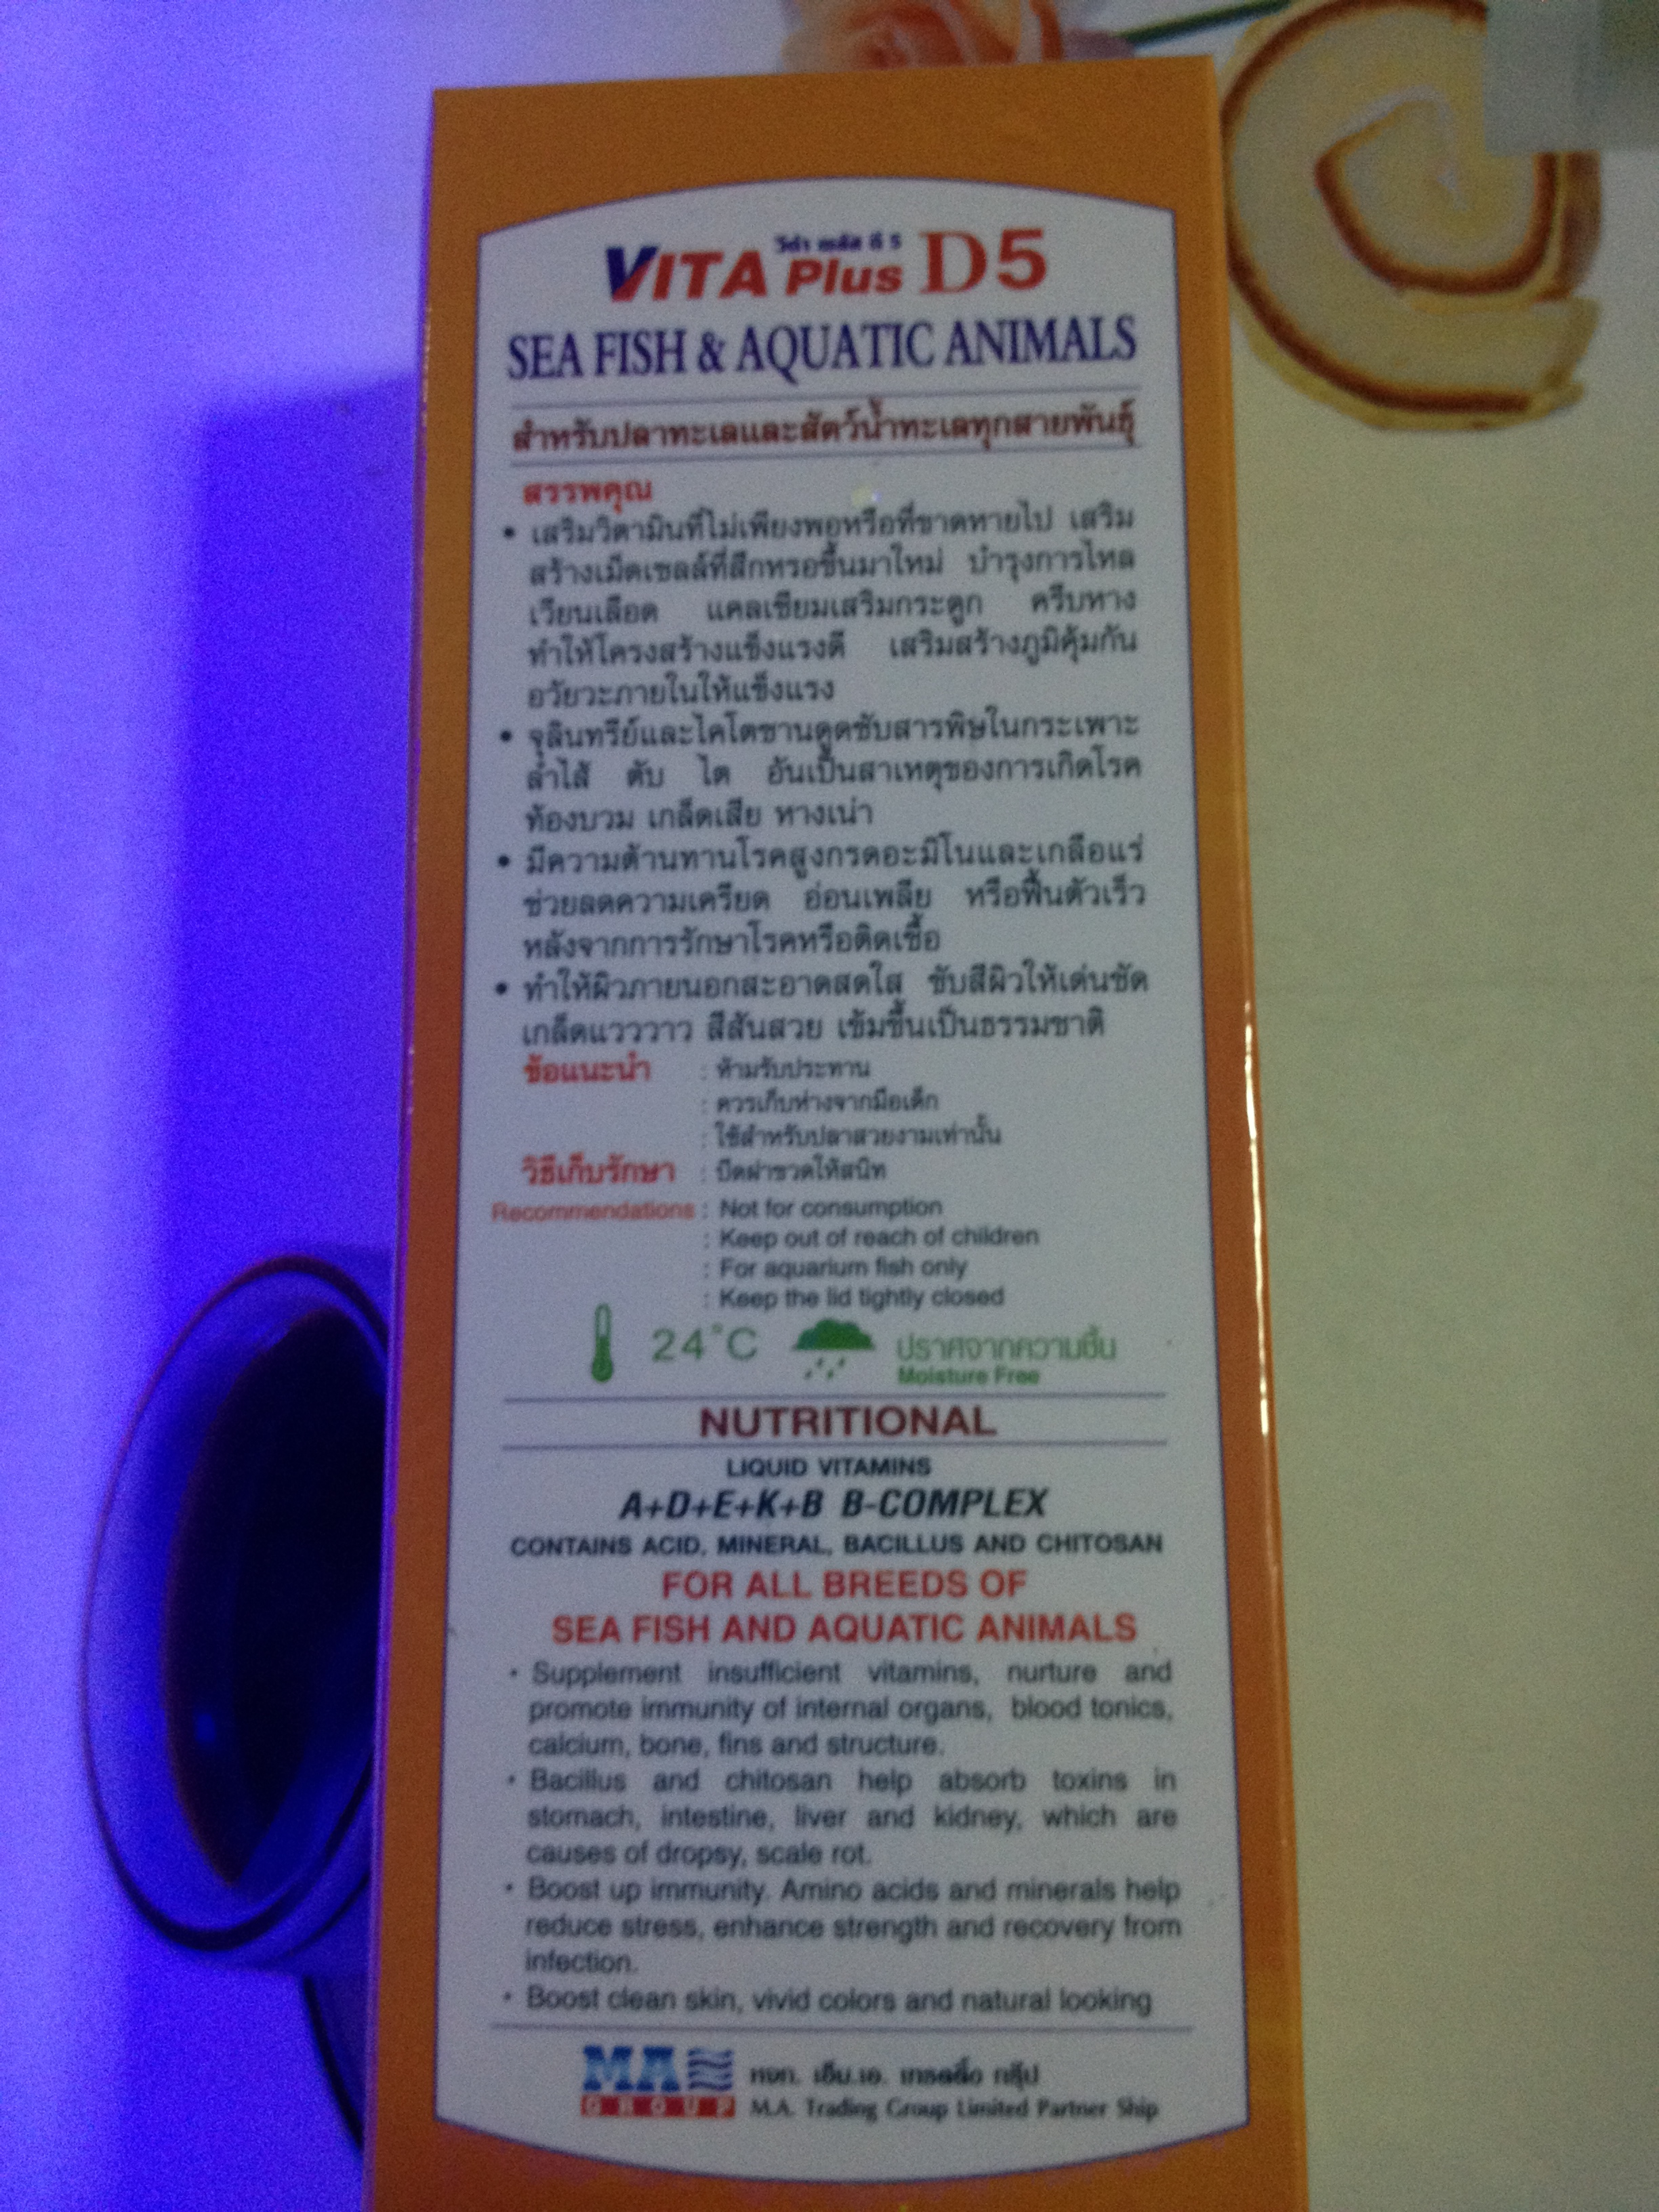 วีต้า พลัส ดี 5
VITA Plus D5
SEA FISH & AQUATIC ANIMALS
สำหรับปลาทะเลและสัตว์น้ำทะเลทุกสายพันธุ์
สรรพคุณ
• เสริมวิตามินที่ไม่เพียงพอหรือที่ขาดหายไป เสริม
สร้างเม็ดเซลล์ที่สึกหรอขึ้นมาใหม่ บำรุงการไหล
เวียนเลือด แคลเซียมเสริมกระดูก ครีบหาง
ทำให้โครงสร้างแข็งแรงดี เสริมสร้างภูมิคุ้มกัน
อวัยวะภายในให้แข็งแรง
• จุลินทรีย์และไคโตซานดูดซับสารพิษในกระเพาะ
ลำไส้ ตับ ไต อันเป็นสาเหตุของการเกิดโรค
ท้องบวม เกล็ดเสีย หางเน่า
• มีความต้านทานโรคสูงกรดอะมิโนและเกลือแร่
ช่วยลดความเครียด อ่อนเพลีย หรือฟื้นตัวเร็ว
หลังจากการรักษาโรคหรือติดเชื้อ
• ทำให้ผิวภายนอกสะอาดสดใส ขับสีผิวให้เด่นชัด
เกล็ดแวววาว สีสันสวย เข้มขึ้นเป็นธรรมชาติ
ข้อแนะนำ : ห้ามรับประทาน
: ควรเก็บห่างจากมือเด็ก
: ใช้สำหรับปลาสวยงามเท่านั้น
วิธีเก็บรักษา : ปิดฝาขวดให้สนิท
Recommendations : Not for consumption
: Keep out of reach of children
: For aquarium fish only
: Keep the lid tightly closed
24°C ปราศจากความชื้น
Moisture Free
NUTRITIONAL
LIQUID VITAMINS
A+D+E+K+B B-COMPLEX
CONTAINS ACID, MINERAL, BACILLUS AND CHITOSAN
FOR ALL BREEDS OF
SEA FISH AND AQUATIC ANIMALS
• Supplement insufficient vitamins, nurture and
promote immunity of internal organs, blood tonics,
calcium, bone, fins and structure.
• Bacillus and chitosan help absorb toxins in
stomach, intestine, liver and kidney, which are
causes of dropsy, scale rot.
• Boost up immunity. Amino acids and minerals help
reduce stress, enhance strength and recovery from
infection.
• Boost clean skin, vivid colors and natural looking
MA หจก. เอ็ม.เอ. เทรดดิ้ง กรุ๊ป
GROUP M.A. Trading Group Limited Partner Ship